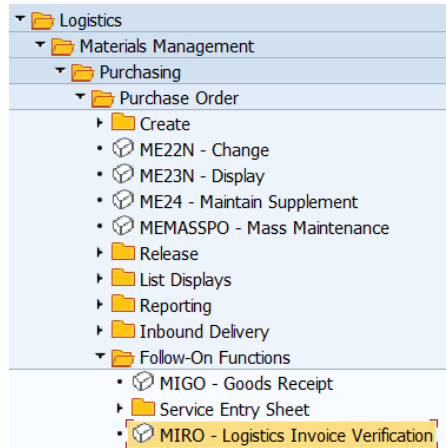 Logistics
Materials Management
Purchasing
Purchase Order
Create
ME22N - Change
ME23N - Display
ME24 - Maintain Supplement
MEMASSPO - Mass Maintenance
Release
List Displays
Reporting
Inbound Delivery
Follow-On Functions
MIGO - Goods Receipt
Service Entry Sheet
MIRO - Logistics Invoice Verification